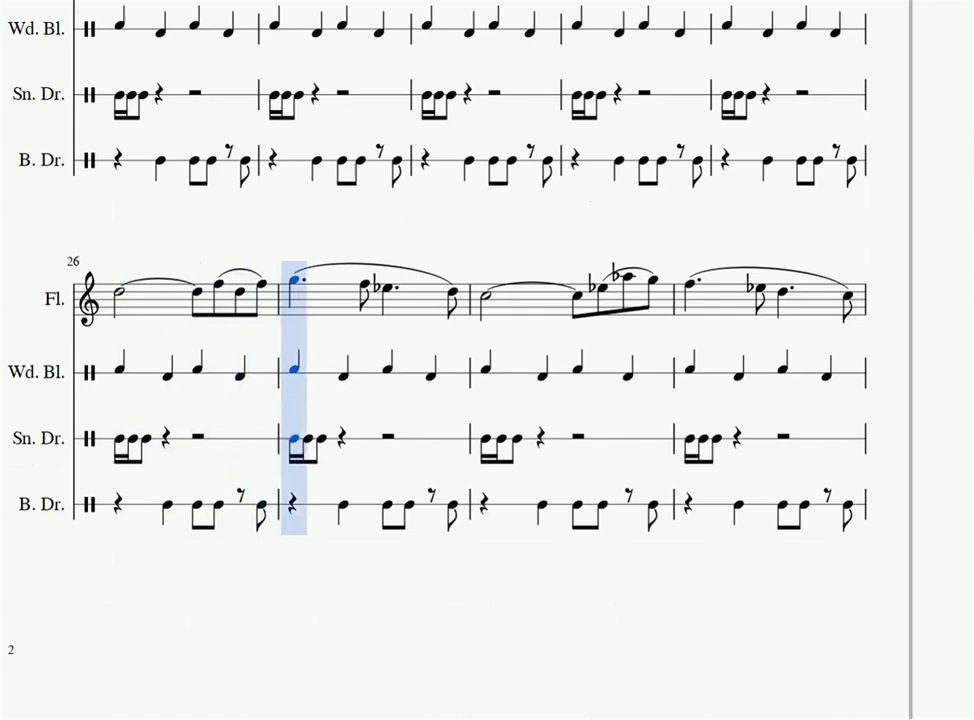 Wd. Bl.
Sn. Dr.
B. Dr.
26
Fl.
Wd. Bl.
Sn. Dr.
B. Dr.
2